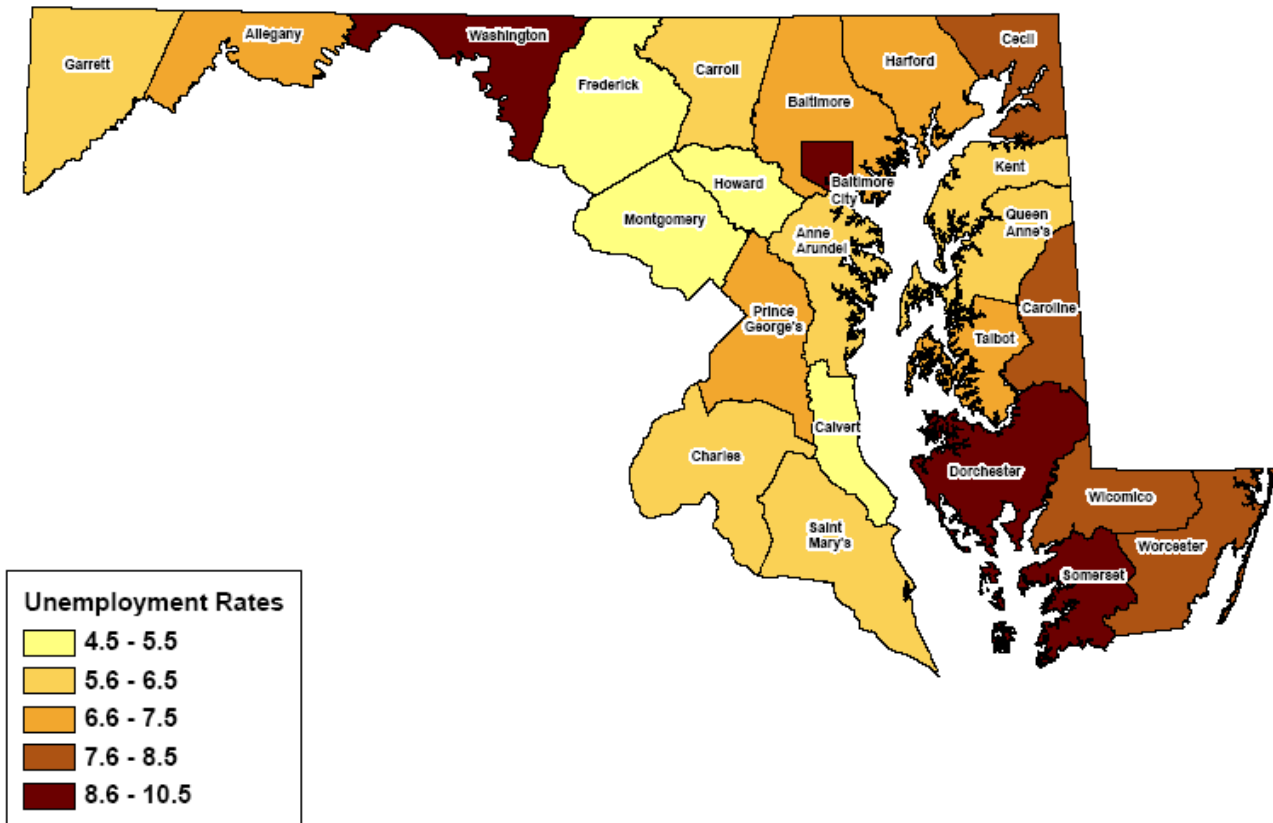 Garrett
Allegany
Washington
Frederick
Carroll
Baltimore
Harford
Cecil
Howard
Baltimore
City
Kent
Montgomery
Queen
Anne's
Anne
Arundel
Prince
George's
Caroline
Talbot
Calvert
Charles
Dorchester
Wicomico
Saint
Mary's
Worcester
Somerset
Unemployment Rates
4.5 - 5.5
5.6 - 6.5
6.6 - 7.5
7.6 - 8.5
8.6 - 10.5